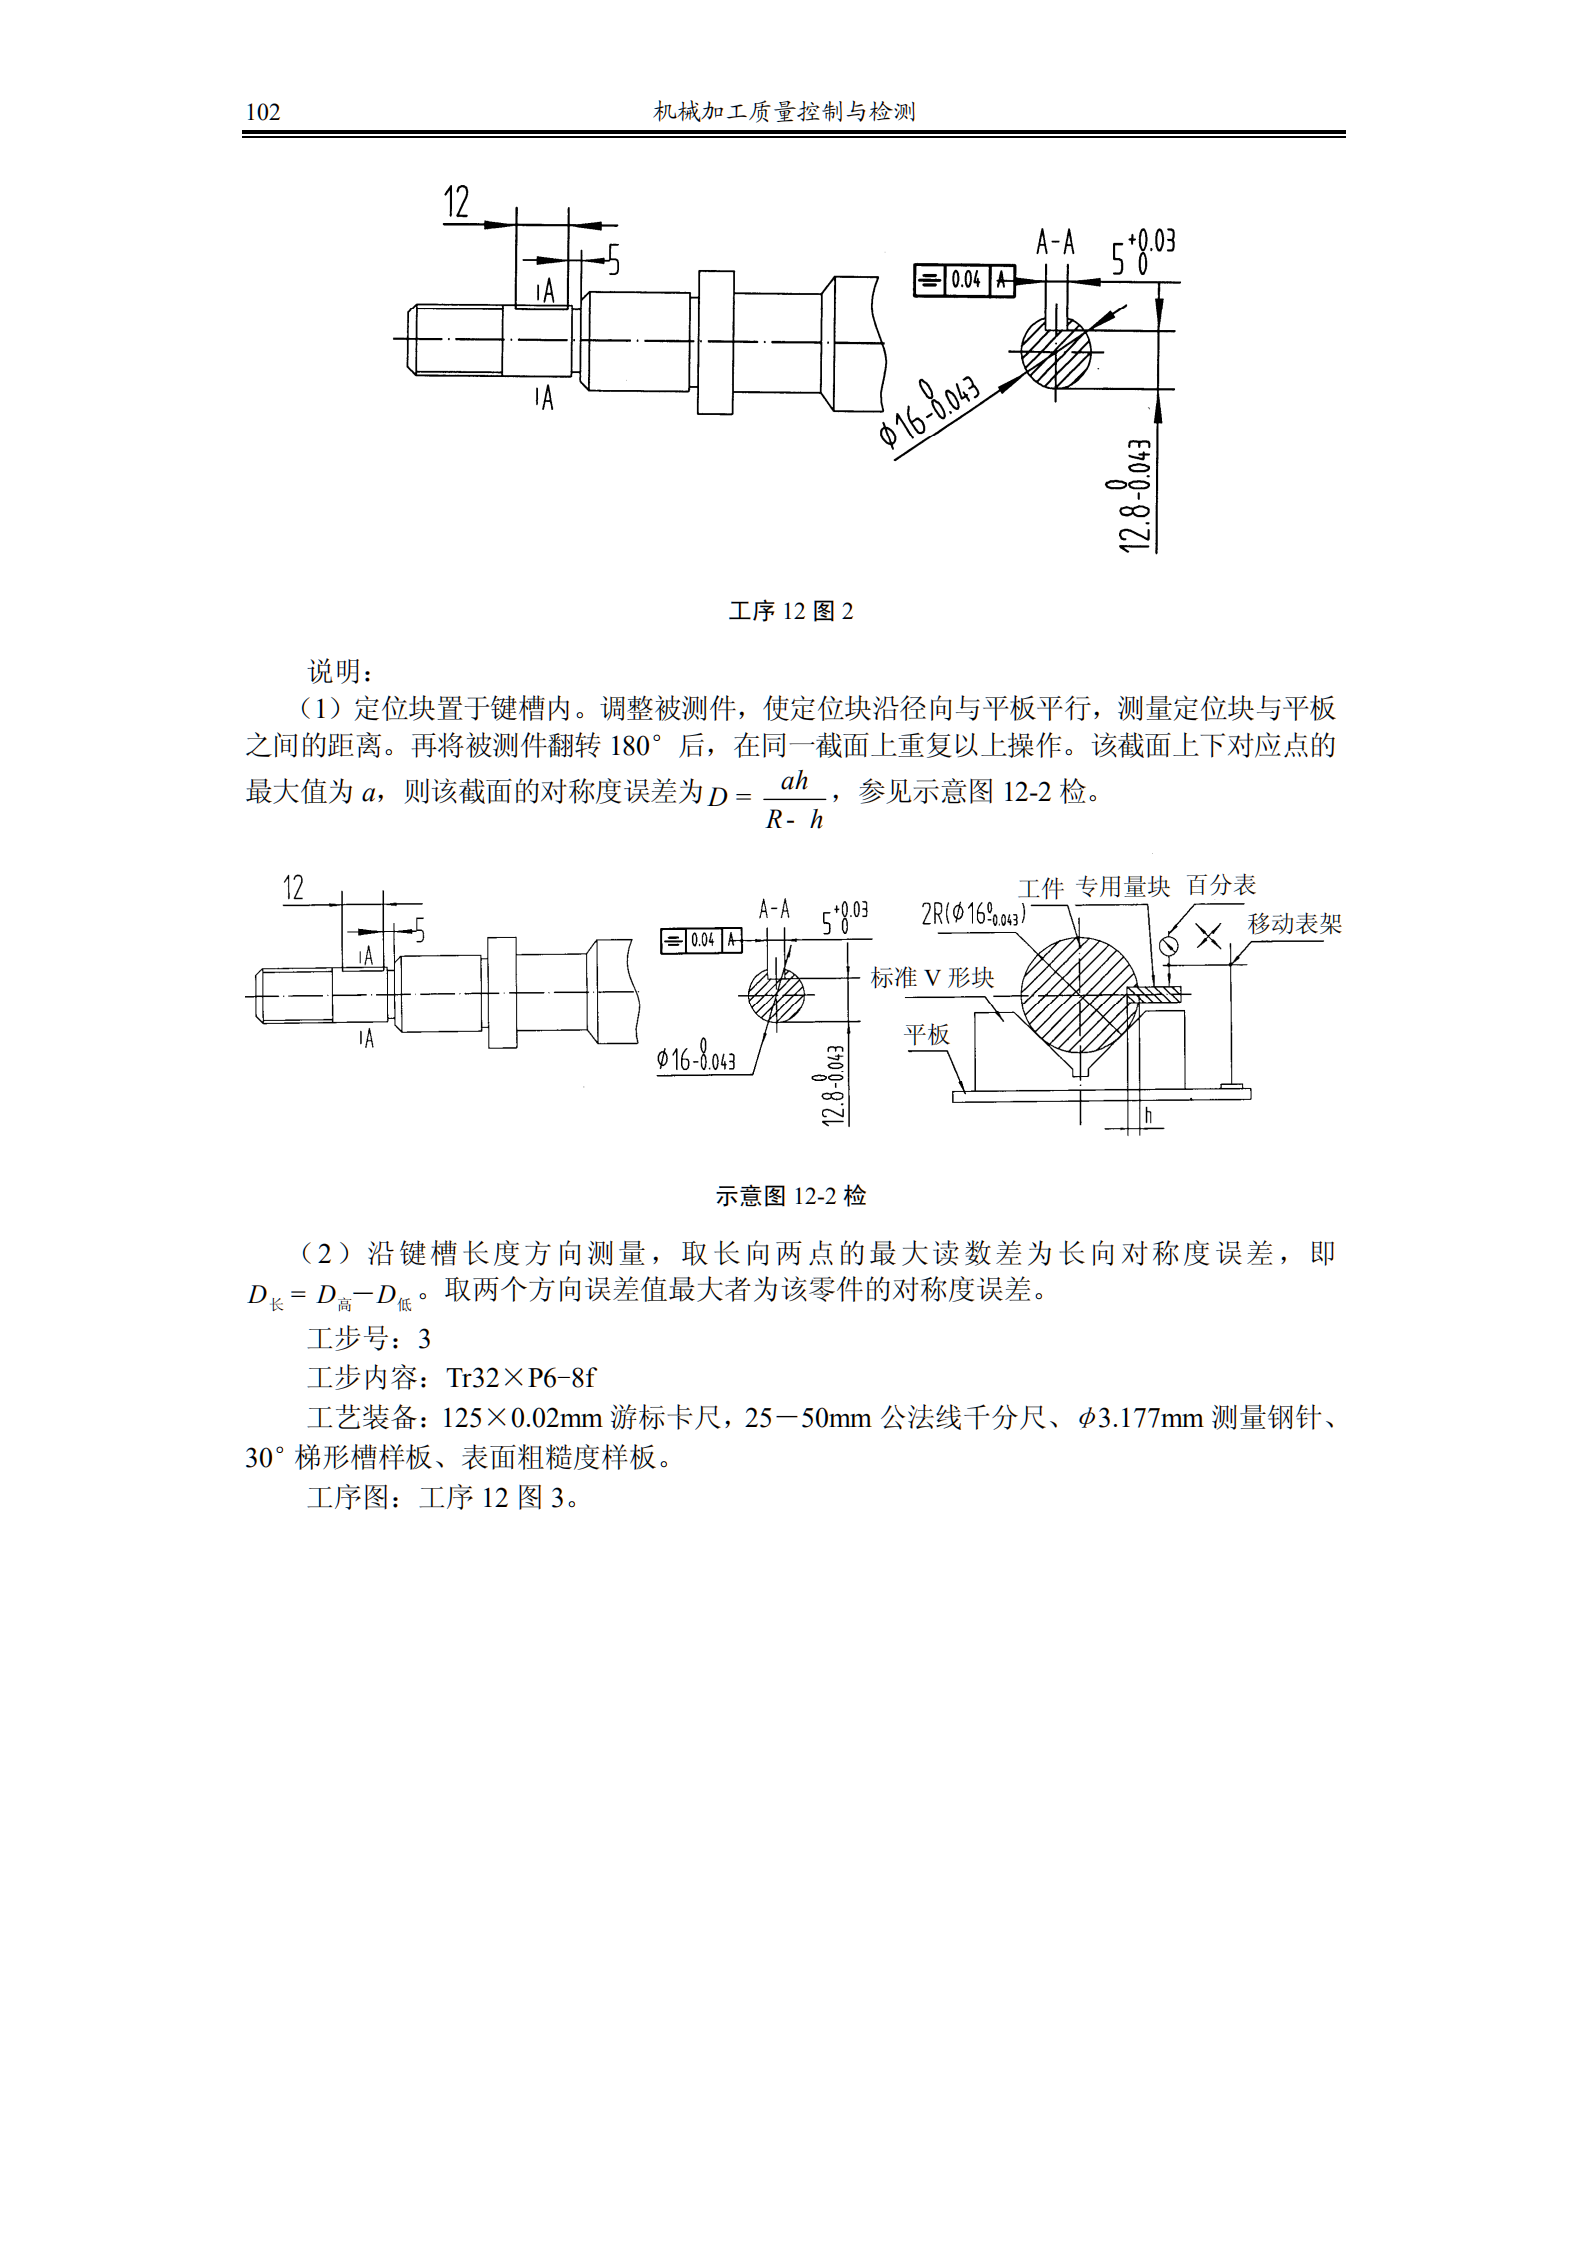 102 机械加工质量控制与检测
12
5
A
A
A-A
5 +0.03 0
0.04 A
φ16 0 -0.043
12.8 0 -0.043
工序 12 图 2
说明：
（1）定位块置于键槽内。调整被测件，使定位块沿径向与平板平行，测量定位块与平板
之间的距离。再将被测件翻转 180°后，在同一截面上重复以上操作。该截面上下对应点的
最大值为 a，则该截面的对称度误差为 D = ah / R- h，参见示意图 12-2 检。
12
5
A
A
A-A
5 +0.03 0
0.04 A
φ16 0 -0.043
12.8 0 -0.043
工件 专用量块 百分表
2R(φ16 0 -0.043)
移动表架
标准 V 形块
平板
h
示意图 12-2 检
（2）沿键槽长度方向测量，取长向两点的最大读数差为长向对称度误差，即
D长 = D高－D低。取两个方向误差值最大者为该零件的对称度误差。
工步号：3
工步内容：Tr32×P6-8f
工艺装备：125×0.02mm 游标卡尺，25－50mm 公法线千分尺、φ3.177mm 测量钢针、
30°梯形槽样板、表面粗糙度样板。
工序图：工序 12 图 3。